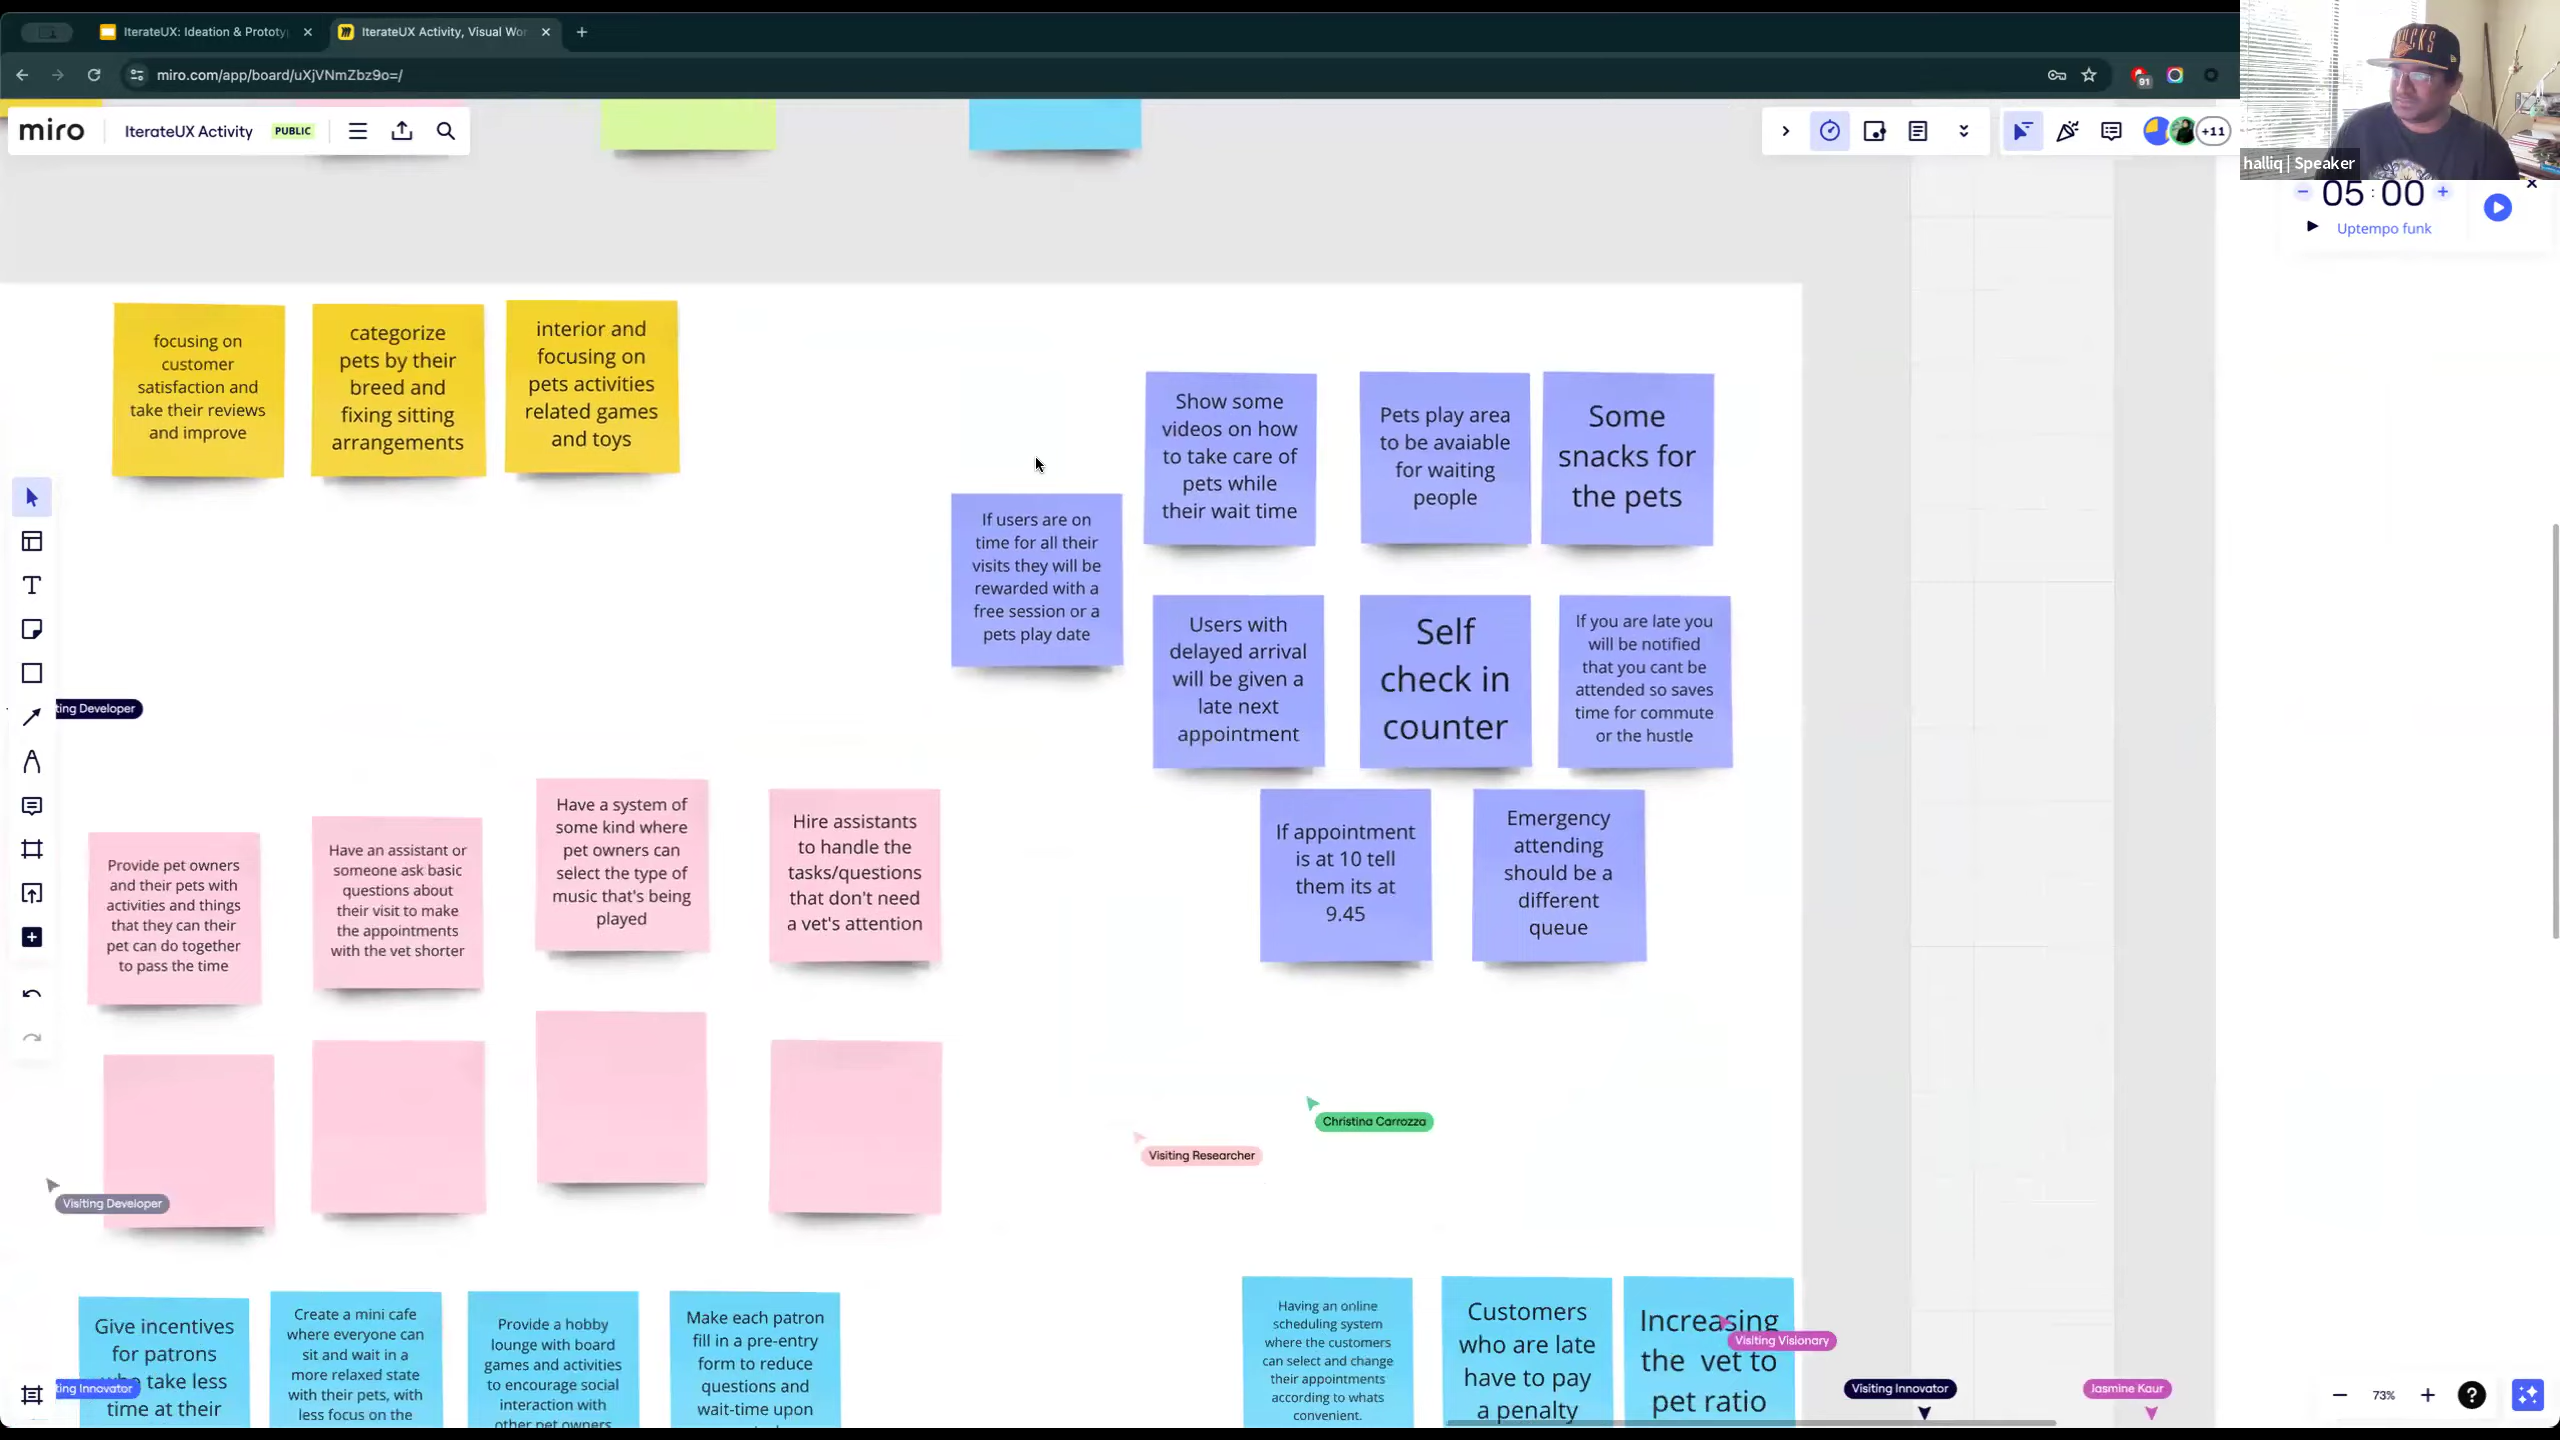 IterateUX: Ideation & Prototy
IterateUX Activity, Visual Wor
miro.com/app/board/uXjVNmZbz9o=/
91
miro
IterateUX Activity
PUBLIC
+11
halliq | Speaker
05 : 00
Uptempo funk
focusing on
customer
satisfaction and
take their reviews
and improve
categorize
pets by their
breed and
fixing sitting
arrangements
interior and
focusing on
pets activities
related games
and toys
Show some
videos on how
to take care of
pets while
their wait time
Pets play area
to be avaiable
for waiting
people
Some
snacks for
the pets
If users are on
time for all their
visits they will be
rewarded with a
free session or a
pets play date
Users with
delayed arrival
will be given a
late next
appointment
Self
check in
counter
If you are late you
will be notified
that you cant be
attended so saves
time for commute
or the hustle
ting Developer
Provide pet owners
and their pets with
activities and things
that they can their
pet can do together
to pass the time
Have an assistant or
someone ask basic
questions about
their visit to make
the appointments
with the vet shorter
Have a system of
some kind where
pet owners can
select the type of
music that's being
played
Hire assistants
to handle the
tasks/questions
that don't need
a vet's attention
If appointment
is at 10 tell
them its at
9.45
Emergency
attending
should be a
different
queue
Christina Carrozza
Visiting Researcher
Visiting Developer
Give incentives
for patrons
who take less
time at their
ting Innovator
Create a mini cafe
where everyone can
sit and wait in a
more relaxed state
with their pets, with
less focus on the
Provide a hobby
lounge with board
games and activities
to encourage social
interaction with
other pet owners
Make each patron
fill in a pre-entry
form to reduce
questions and
wait-time upon
Having an online
scheduling system
where the customers
can select and change
their appointments
according to whats
convenient.
Customers
who are late
have to pay
a penalty
Increasing
the vet to
pet ratio
Visiting Visionary
Visiting Innovator
Jasmine Kaur
73%